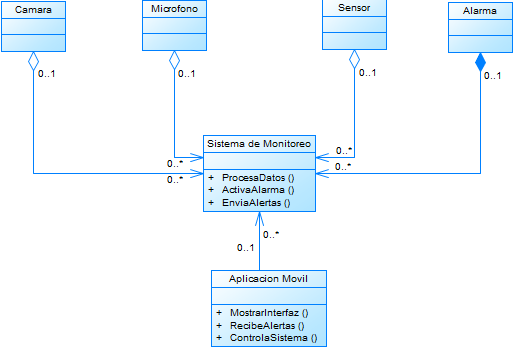 Camara
Microfono
Sensor
Alarma
0..1
0..1
0..1
0..1
Sistema de Monitoreo
0..*
0..*
0..*
0..*
+ ProcesaDatos ()
+ ActivaAlarma ()
+ EnviaAlertas ()
0..*
0..1
Aplicacion Movil
+ MostrarInterfaz ()
+ RecibeAlertas ()
+ ControlaSistema ()